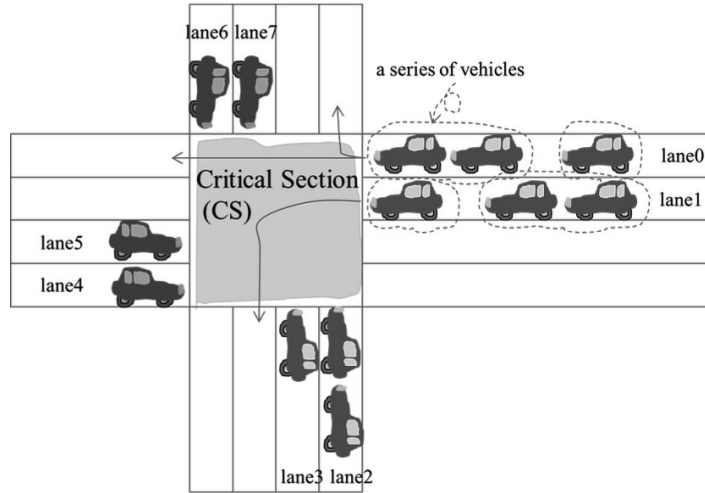 lane6 lane7
a series of vehicles
lane0
Critical Section
(CS)
lane1
lane5
lane4
lane3 lane2